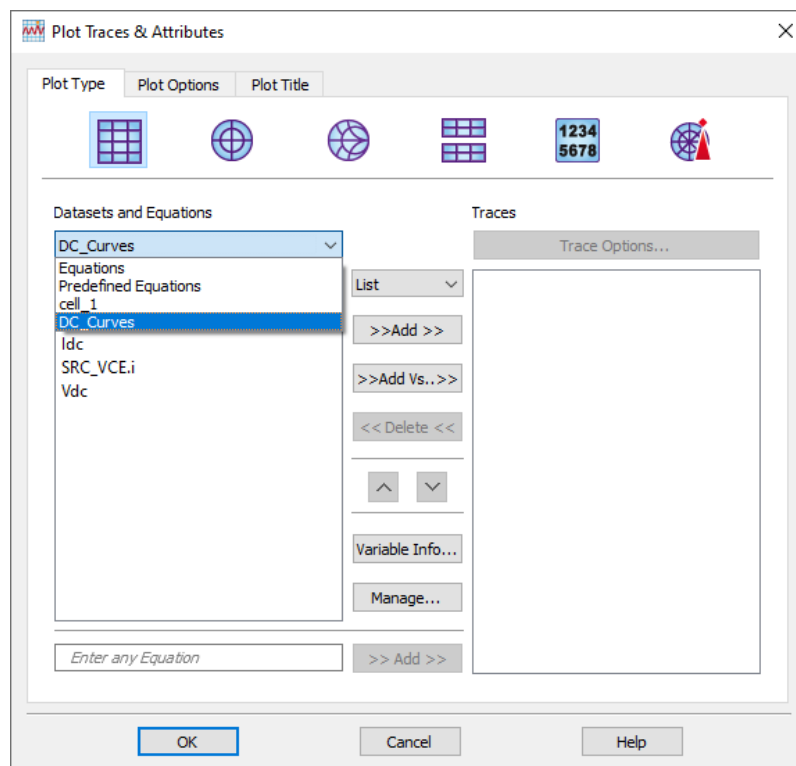 Plot Traces & Attributes
Plot Type
Plot Options
Plot Title
1234
5678
Datasets and Equations
Traces
DC_Curves
Trace Options...
Equations
Predefined Equations
cell_1
DC_Curves
Idc
SRC_VCE.i
Vdc
List
>>Add >>
>>Add Vs..>>
<< Delete <<
Variable Info...
Manage...
Enter any Equation
>> Add >>
OK
Cancel
Help